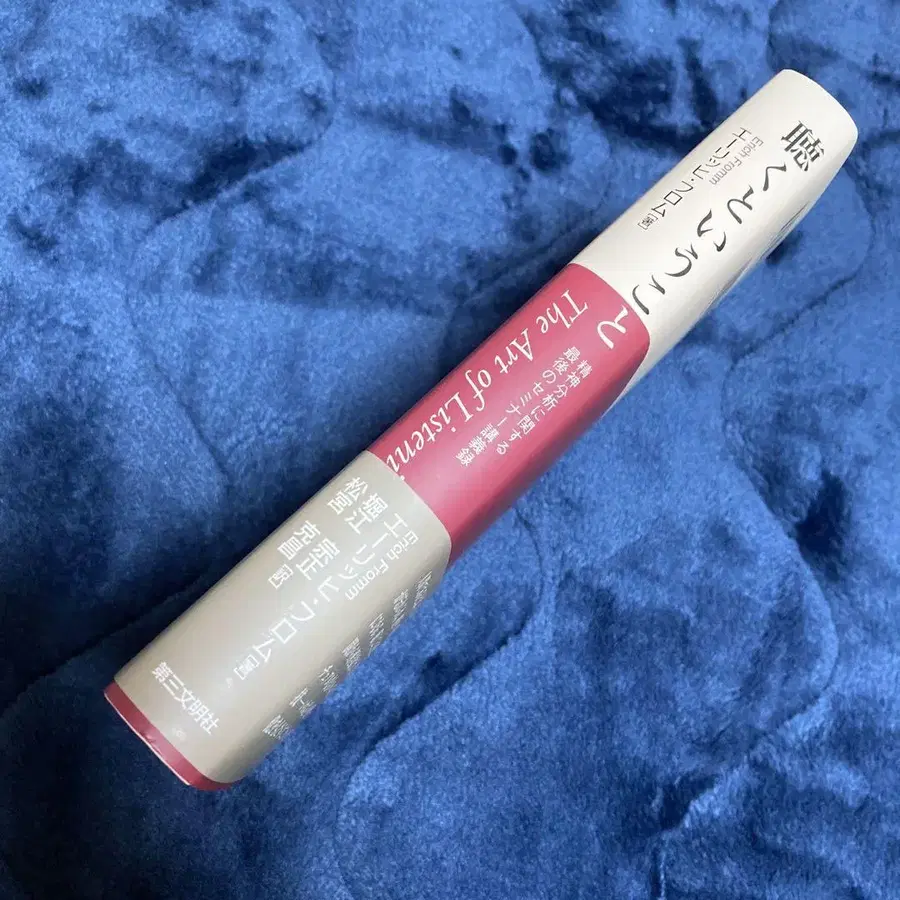 聴くということ
Erich Fromm
エーリッヒ・フロム[著]
The Art of Listen
精神分析に関する
最後のセミナー講義録
Erich Fromm
エーリッヒ・フロム[著]
堀江 宗正
松宮 克昌[訳]
第三文明社